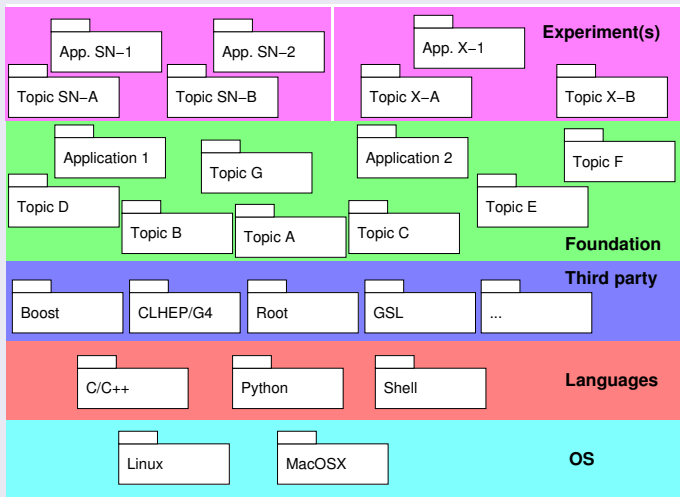 App. SN−1
App. SN−2
App. X−1
Experiment(s)
Topic SN−A
Topic SN−B
Topic X−A
Topic X−B
Application 1
Topic G
Application 2
Topic F
Topic D
Topic B
Topic A
Topic C
Topic E
Foundation
Third party
Boost
CLHEP/G4
Root
GSL
...
C/C++
Python
Shell
Languages
Linux
MacOSX
OS